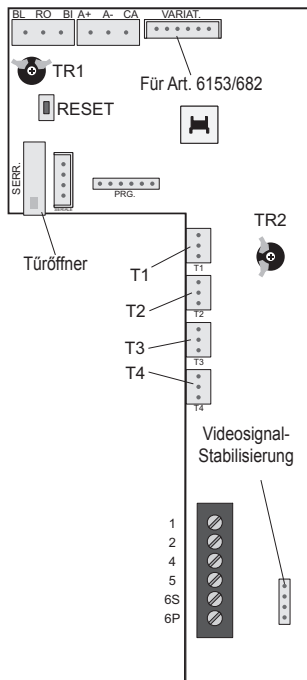 BL RO BI A+ A- CA VARIAT.
TR1
Für Art. 6153/682
RESET
SERR.
PRG.
Türöffner
TR2
T1
T1
T2
T2
T3
T3
T4
T4
Videosignal-
Stabilisierung
1
2
4
5
6S
6P